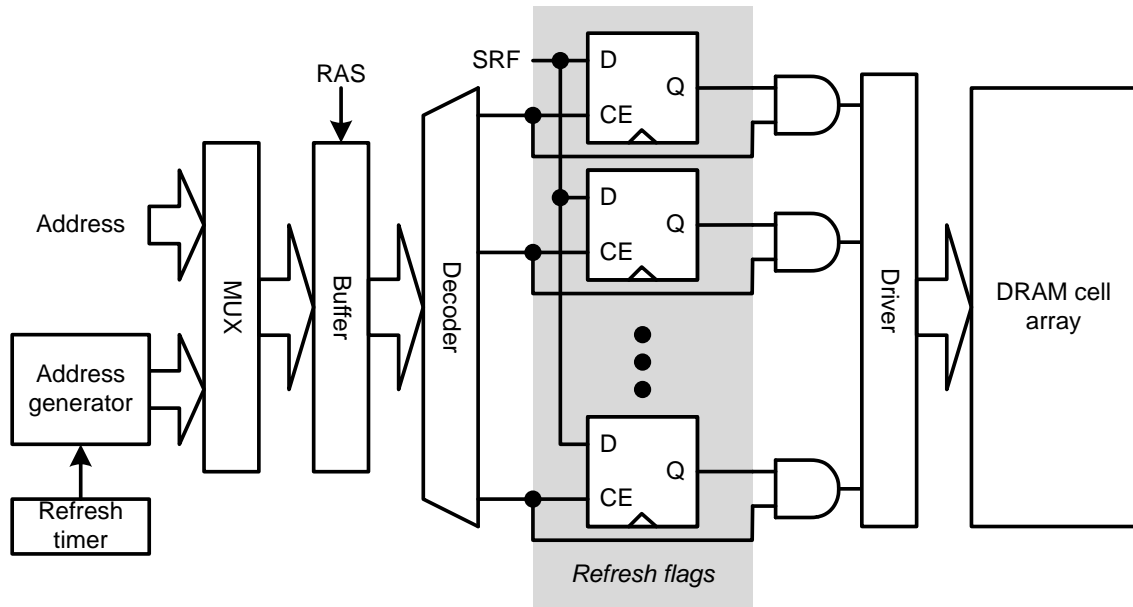 SRF
D
Q
CE
RAS
D
Q
CE
Address
MUX
Buffer
Decoder
Driver
DRAM cell
array
Address
generator
D
Q
CE
Refresh
timer
Refresh flags